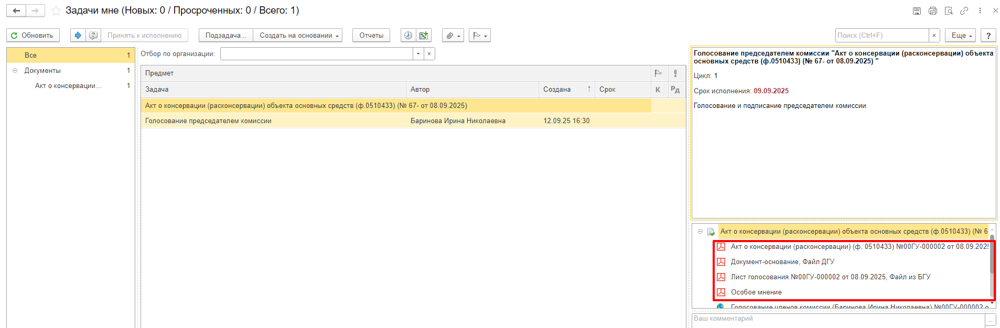 Задачи мне (Новых: 0 / Просроченных: 0 / Всего: 1)
Обновить
Принять к исполнению
Подзадача...
Создать на основании
Отчеты
Поиск (Ctrl+F)
×
Еще
?
Все 1
Документы 1
Акт о консервации... 1
Отбор по организации:
×
Предмет
Задача Автор Создана ↑ Срок К Рд
Акт о консервации (расконсервации) объекта основных средств (ф.0510433) (№ 67- от 08.09.2025)
Голосование председателем комиссии Баринова Ирина Николаевна 12.09.25 16:30
Голосование председателем комиссии "Акт о консервации (расконсервации) объекта
основных средств (ф.0510433) (№ 67- от 08.09.2025) "
Цикл: 1
Срок исполнения: 09.09.2025
Голосование и подписание председателем комиссии
Акт о консервации (расконсервации) объекта основных средств (ф.0510433) (№ 6
Акт о консервации (расконсервации) (ф. 0510433) №00ГУ-000002 от 08.09.2025
Документ-основание, Файл ДГУ
Лист голосования №00ГУ-000002 от 08.09.2025, Файл из БГУ
Особое мнение
Голосование членов комиссии (Баринова Ирина Николаевна) №00ГУ-000002 о
Ваш комментарий
...